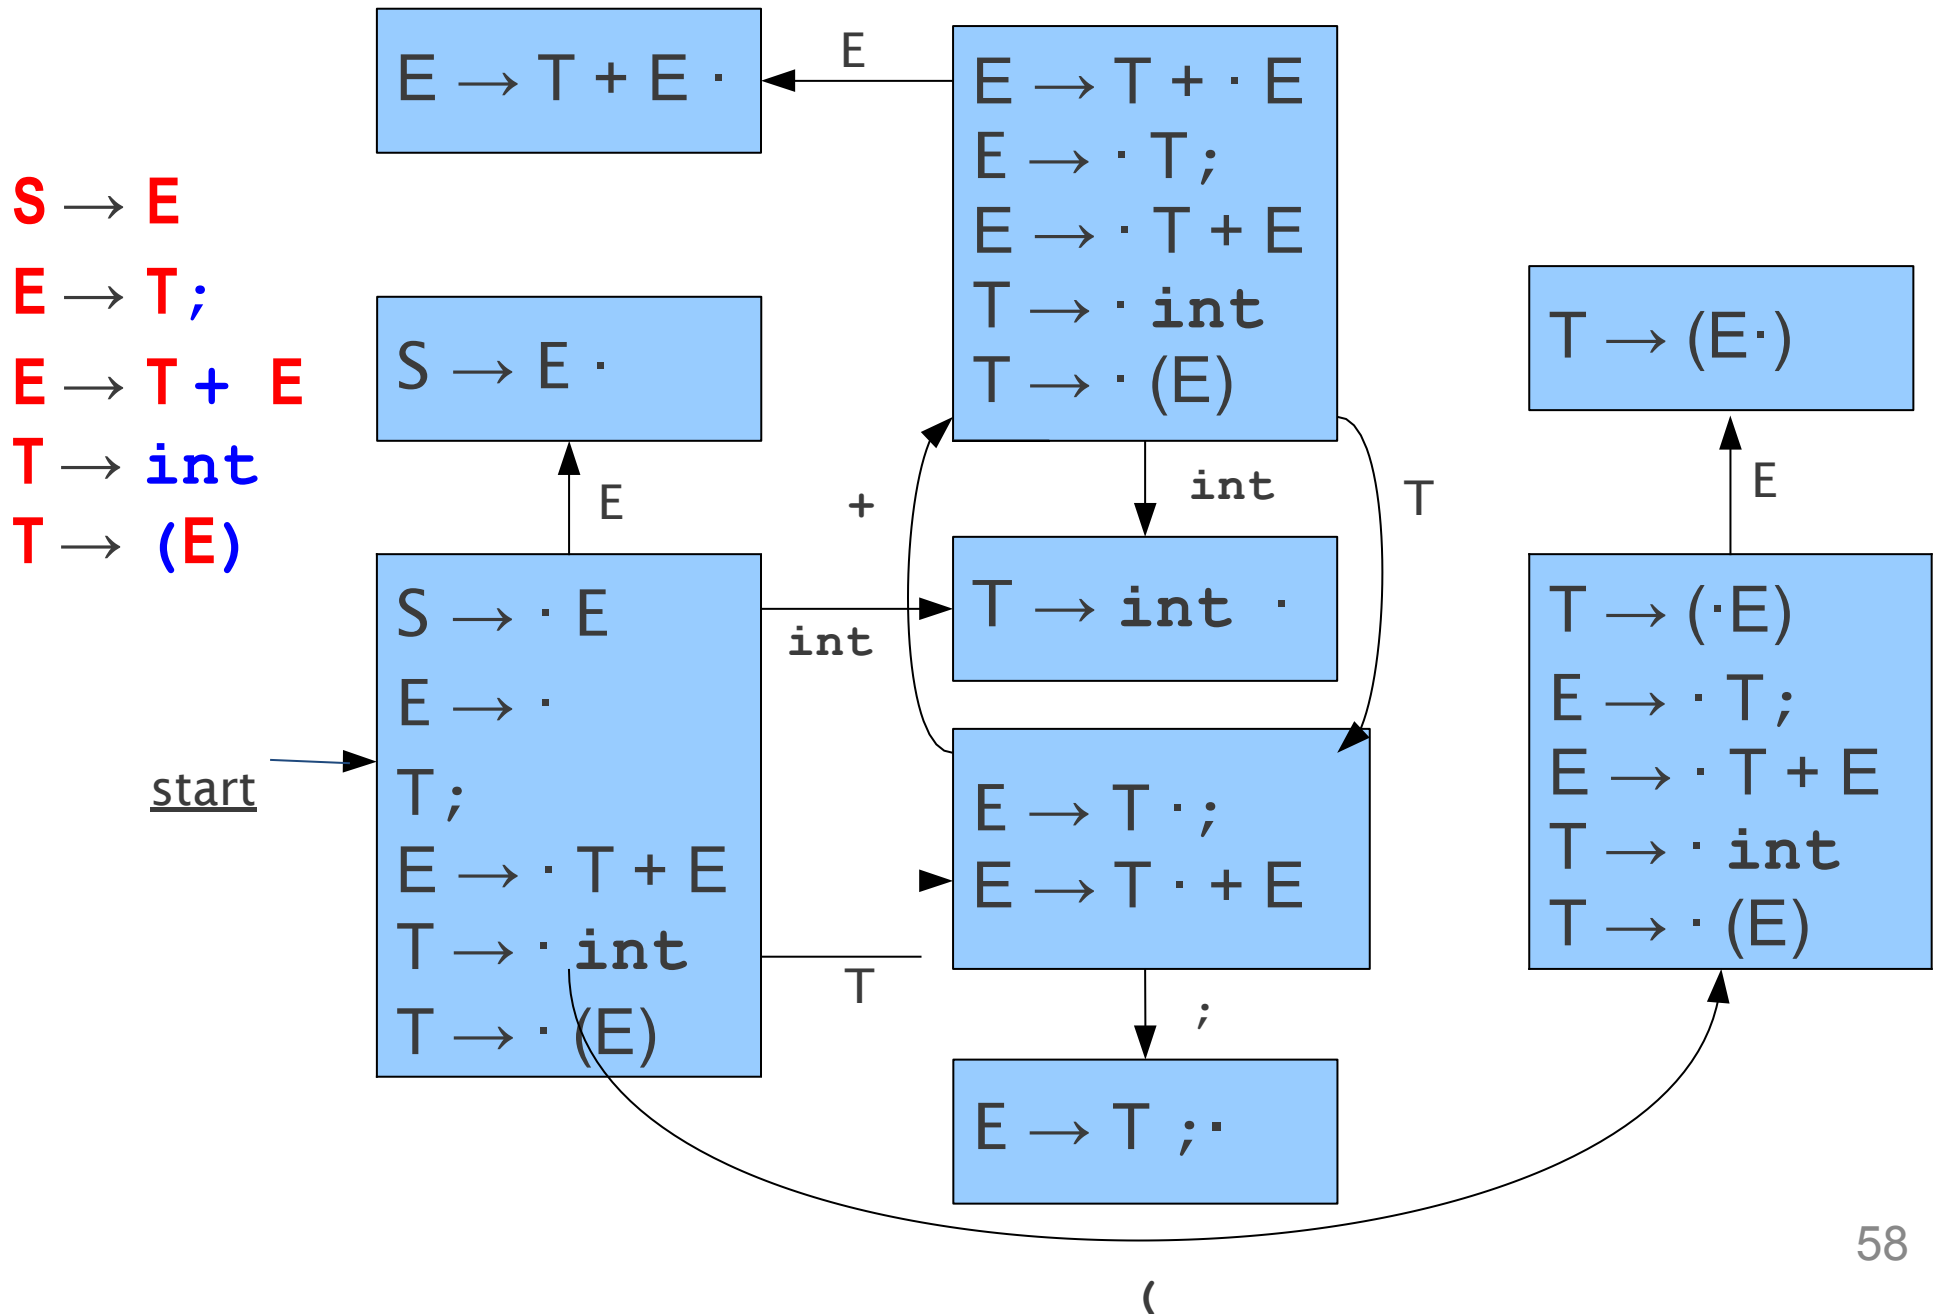 S → E
E → T ;
E → T + E
T → int
T → (E)
E → T + E ·
E
E → T + · E
E → · T ;
E → · T + E
T → · int
T → · (E)
S → E ·
T → (E·)
E
+
int
T
E
S → · E
E → ·
T ;
E → · T + E
T → · int
T → · (E)
start
int
T → int ·
T → (·E)
E → · T ;
E → · T + E
T → · int
T → · (E)
E → T · ;
E → T · + E
T
;
E → T ; ·
58
(